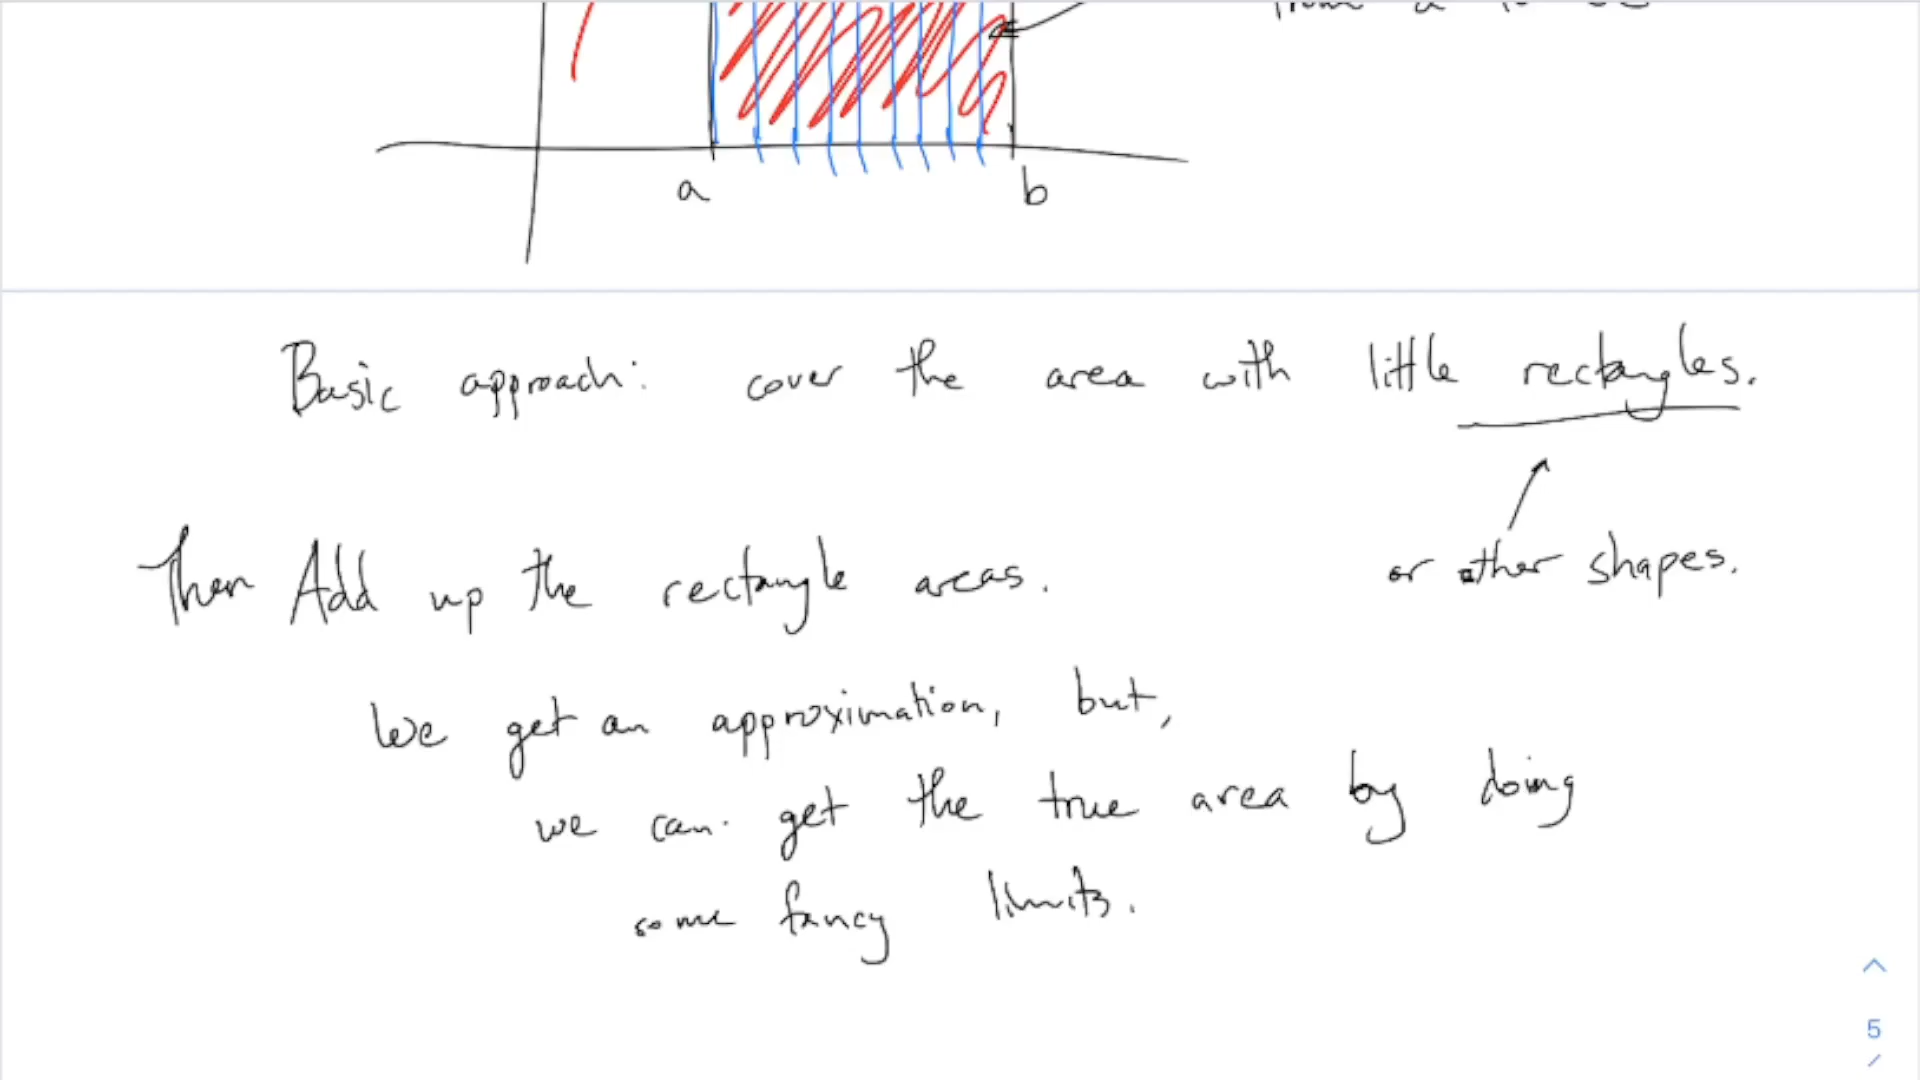 a
b
Basic approach: cover the area with little rectangles.
or other shapes.
Then Add up the rectangle areas.
We get an approximation, but,
we can. get the true area by doing
some fancy limits.
5